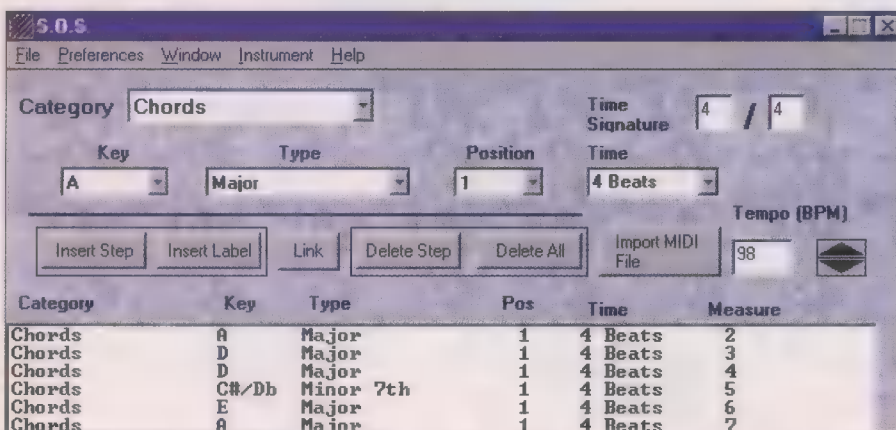 S.O.S.
File Preferences Window Instrument Help
Category Chords Time Signature 4 / 4
Key Type Position Time
A Major 1 4 Beats
Tempo (BPM)
Insert Step Insert Label Link Delete Step Delete All Import MIDI File 98
Category Key Type Pos Time Measure
Chords A Major 1 4 Beats 2
Chords D Major 1 4 Beats 3
Chords D Major 1 4 Beats 4
Chords C#/Db Minor 7th 1 4 Beats 5
Chords E Major 1 4 Beats 6
Chords A Major 1 4 Beats 7